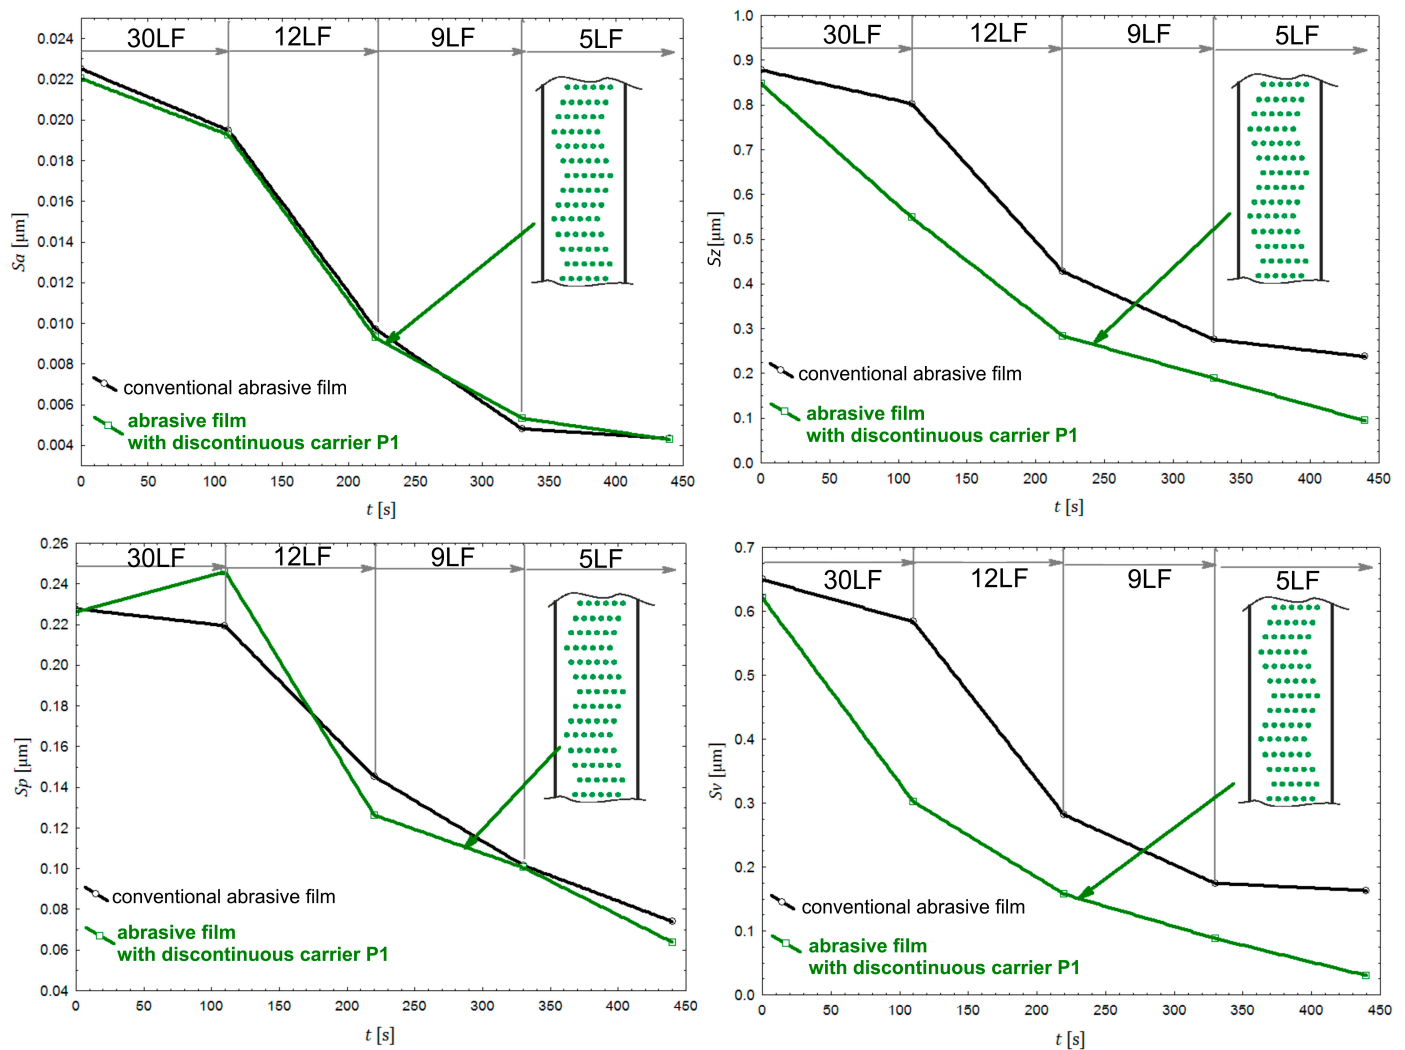 30LF 12LF 9LF 5LF
0.024
0.022
0.020
0.018
0.016
0.014
0.012
0.010
0.008
0.006
0.004
Sa [µm]
conventional abrasive film
abrasive film
with discontinuous carrier P1
0 50 100 150 200 250 300 350 400 450
t [s]
30LF 12LF 9LF 5LF
1.0
0.9
0.8
0.7
0.6
0.5
0.4
0.3
0.2
0.1
0.0
Sz [µm]
conventional abrasive film
abrasive film
with discontinuous carrier P1
0 50 100 150 200 250 300 350 400 450
t [s]
30LF 12LF 9LF 5LF
0.26
0.24
0.22
0.20
0.18
0.16
0.14
0.12
0.10
0.08
0.06
0.04
Sp [µm]
conventional abrasive film
abrasive film
with discontinuous carrier P1
0 50 100 150 200 250 300 350 400 450
t [s]
30LF 12LF 9LF 5LF
0.7
0.6
0.5
0.4
0.3
0.2
0.1
0.0
Sv [µm]
conventional abrasive film
abrasive film
with discontinuous carrier P1
0 50 100 150 200 250 300 350 400 450
t [s]